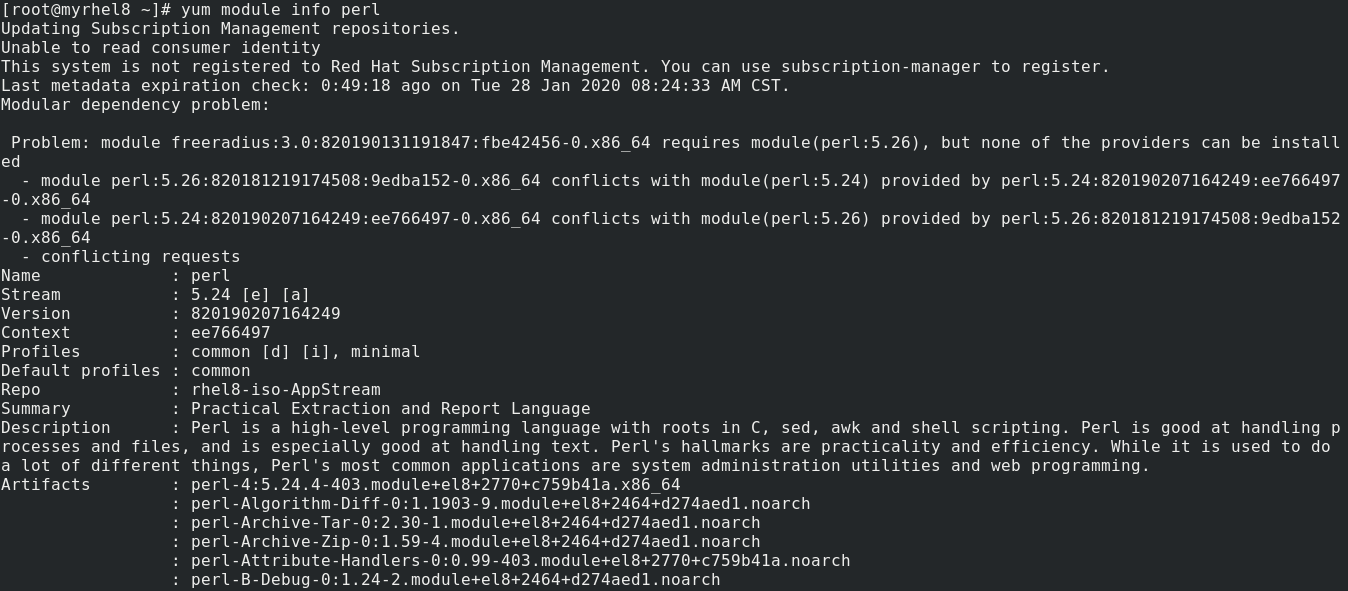 [root@myrhel8 ~]# yum module info perl
Updating Subscription Management repositories.
Unable to read consumer identity
This system is not registered to Red Hat Subscription Management. You can use subscription-manager to register.
Last metadata expiration check: 0:49:18 ago on Tue 28 Jan 2020 08:24:33 AM CST.
Modular dependency problem:

 Problem: module freeradius:3.0:820190131191847:fbe42456-0.x86_64 requires module(perl:5.26), but none of the providers can be install
ed
  - module perl:5.26:820181219174508:9edba152-0.x86_64 conflicts with module(perl:5.24) provided by perl:5.24:820190207164249:ee766497
-0.x86_64
  - module perl:5.24:820190207164249:ee766497-0.x86_64 conflicts with module(perl:5.26) provided by perl:5.26:820181219174508:9edba152
-0.x86_64
  - conflicting requests
Name             : perl
Stream           : 5.24 [e] [a]
Version          : 820190207164249
Context          : ee766497
Profiles         : common [d] [i], minimal
Default profiles : common
Repo             : rhel8-iso-AppStream
Summary          : Practical Extraction and Report Language
Description      : Perl is a high-level programming language with roots in C, sed, awk and shell scripting. Perl is good at handling p
rocesses and files, and is especially good at handling text. Perl's hallmarks are practicality and efficiency. While it is used to do
a lot of different things, Perl's most common applications are system administration utilities and web programming.
Artifacts        : perl-4:5.24.4-403.module+el8+2770+c759b41a.x86_64
                 : perl-Algorithm-Diff-0:1.1903-9.module+el8+2464+d274aed1.noarch
                 : perl-Archive-Tar-0:2.30-1.module+el8+2464+d274aed1.noarch
                 : perl-Archive-Zip-0:1.59-4.module+el8+2464+d274aed1.noarch
                 : perl-Attribute-Handlers-0:0.99-403.module+el8+2770+c759b41a.noarch
                 : perl-B-Debug-0:1.24-2.module+el8+2464+d274aed1.noarch